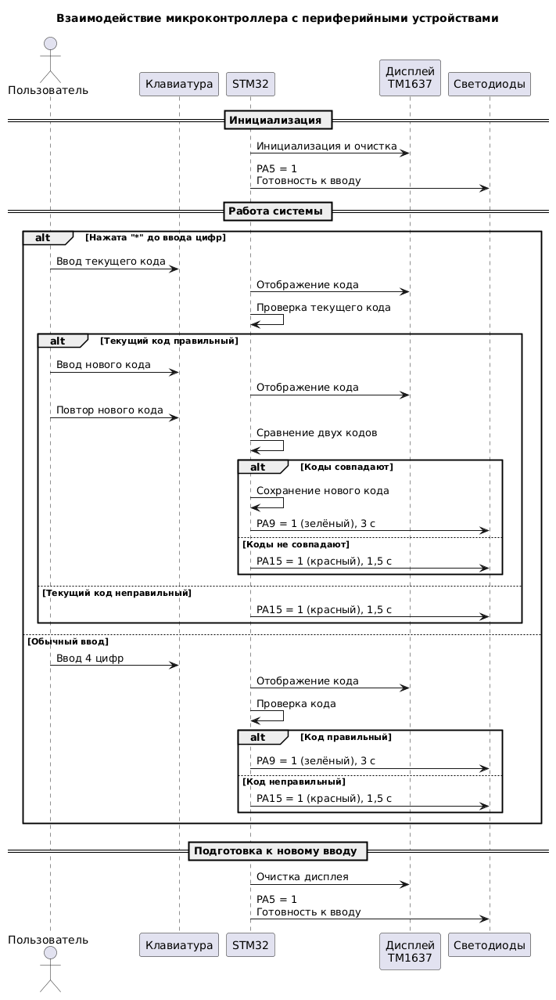 Взаимодействие микроконтроллера с периферийными устройствами
Пользователь
Клавиатура
STM32
Дисплей
TM1637
Светодиоды
Инициализация
Инициализация и очистка
PA5 = 1
Готовность к вводу
Работа системы
alt [Нажата "*" до ввода цифр]
Ввод текущего кода
Отображение кода
Проверка текущего кода
alt [Текущий код правильный]
Ввод нового кода
Отображение кода
Повтор нового кода
Сравнение двух кодов
alt [Коды совпадают]
Сохранение нового кода
PA9 = 1 (зелёный), 3 с
[Коды не совпадают]
PA15 = 1 (красный), 1,5 с
[Текущий код неправильный]
PA15 = 1 (красный), 1,5 с
[Обычный ввод]
Ввод 4 цифр
Отображение кода
Проверка кода
alt [Код правильный]
PA9 = 1 (зелёный), 3 с
[Код неправильный]
PA15 = 1 (красный), 1,5 с
Подготовка к новому вводу
Очистка дисплея
PA5 = 1
Готовность к вводу
Пользователь
Клавиатура
STM32
Дисплей
TM1637
Светодиоды